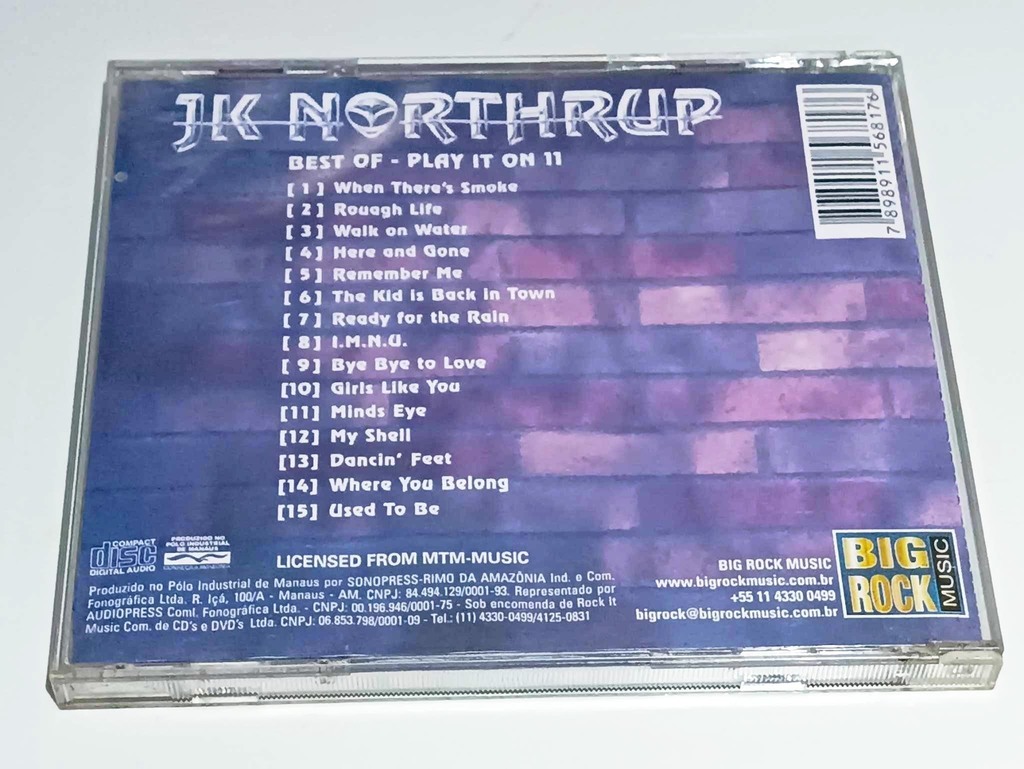 JK NORTHRUP
BEST OF - PLAY IT ON 11
[ 1 ] When There's Smoke
[ 2 ] Rough Life
[ 3 ] Walk on Water
[ 4 ] Here and Gone
[ 5 ] Remember Me
[ 6 ] The Kid is Back in Town
[ 7 ] Ready for the Rain
[ 8 ] I.M.N.U.
[ 9 ] Bye Bye to Love
[10] Girls Like You
[11] Minds Eye
[12] My Shell
[13] Dancin' Feet
[14] Where You Belong
[15] Used To Be
7 898911 568176
COMPACT
disc
DIGITAL AUDIO
PRODUZIDO NO
PÓLO INDUSTRIAL
DE MANAUS
LICENSED FROM MTM-MUSIC
Produzido no Pólo Industrial de Manaus por SONOPRESS-RIMO DA AMAZÔNIA Ind. e Com.
Fonográfica Ltda. R. Içá, 100/A - Manaus - AM. CNPJ: 84.494.129/0001-93. Representado por
AUDIOPRESS Coml. Fonográfica Ltda. - CNPJ: 00.196.946/0001-75 - Sob encomenda de Rock It
Music Com. de CD's e DVD's Ltda. CNPJ: 06.853.798/0001-09 - Tel.: (11) 4330-0499/4125-0831
BIG ROCK MUSIC
www.bigrockmusic.com.br
+55 11 4330 0499
bigrock@bigrockmusic.com.br
BIG
ROCK
MUSIC